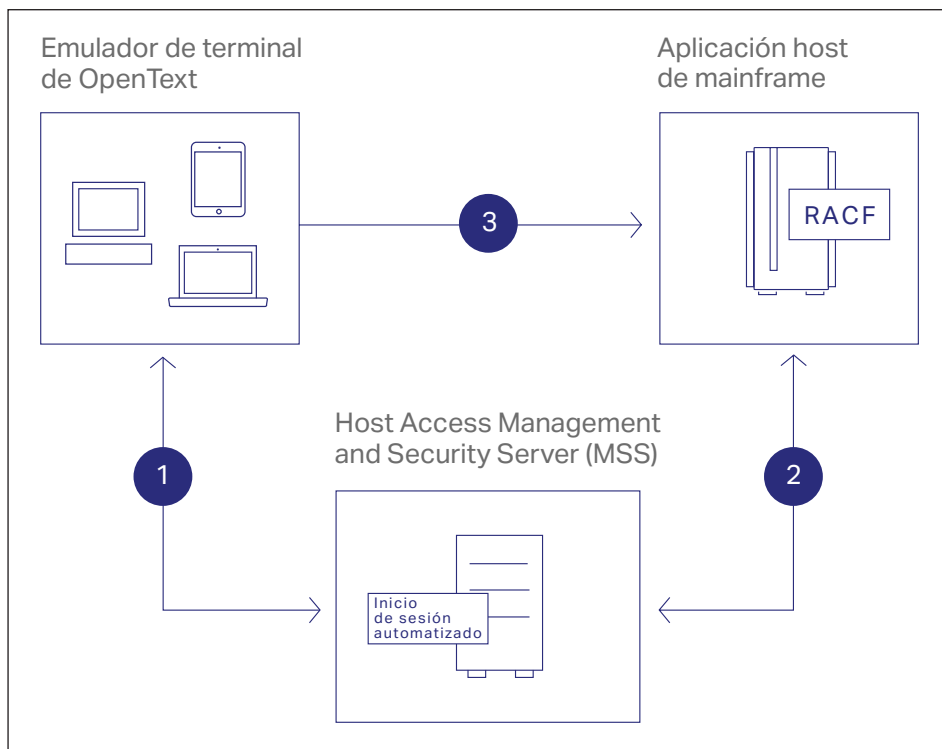 Emulador de terminal
de OpenText
Aplicación host
de mainframe
3
RACF
Host Access Management
and Security Server (MSS)
1
2
Inicio
de sesión
automatizado